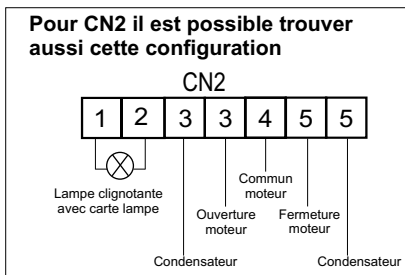 Pour CN2 il est possible trouver
aussi cette configuration
CN2
1 2 3 3 4 5 5
Lampe clignotante
avec carte lampe
Commun
moteur
Ouverture
moteur
Fermeture
moteur
Condensateur
Condensateur